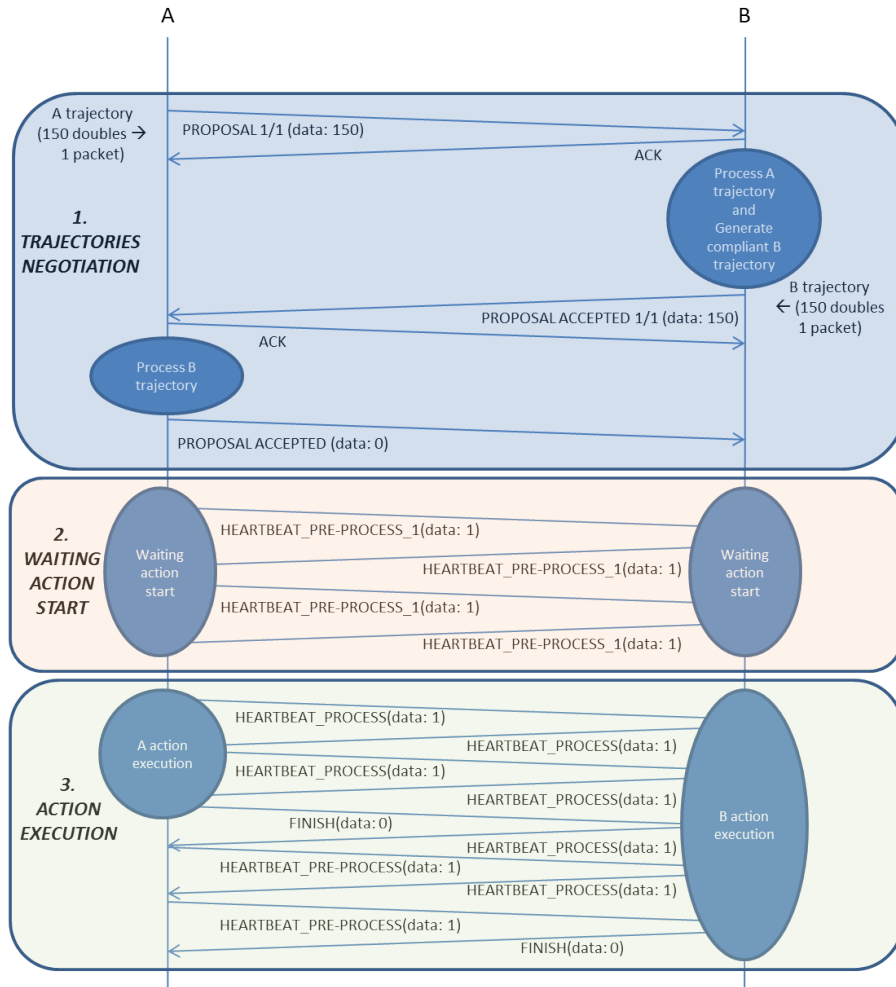 A
B
A trajectory
(150 doubles →
1 packet)
PROPOSAL 1/1 (data: 150)
ACK
Process A
trajectory
and
Generate
compliant B
trajectory
1.
TRAJECTORIES
NEGOTIATION
B trajectory
← (150 doubles
1 packet)
PROPOSAL ACCEPTED 1/1 (data: 150)
ACK
Process B
trajectory
PROPOSAL ACCEPTED (data: 0)
2.
WAITING
ACTION
START
Waiting
action
start
HEARTBEAT_PRE-PROCESS_1(data: 1)
HEARTBEAT_PRE-PROCESS_1(data: 1)
HEARTBEAT_PRE-PROCESS_1(data: 1)
HEARTBEAT_PRE-PROCESS_1(data: 1)
Waiting
action
start
3.
ACTION
EXECUTION
A action
execution
HEARTBEAT_PROCESS(data: 1)
HEARTBEAT_PROCESS(data: 1)
HEARTBEAT_PROCESS(data: 1)
HEARTBEAT_PROCESS(data: 1)
FINISH(data: 0)
HEARTBEAT_PROCESS(data: 1)
HEARTBEAT_PRE-PROCESS(data: 1)
HEARTBEAT_PROCESS(data: 1)
HEARTBEAT_PRE-PROCESS(data: 1)
FINISH(data: 0)
B action
execution